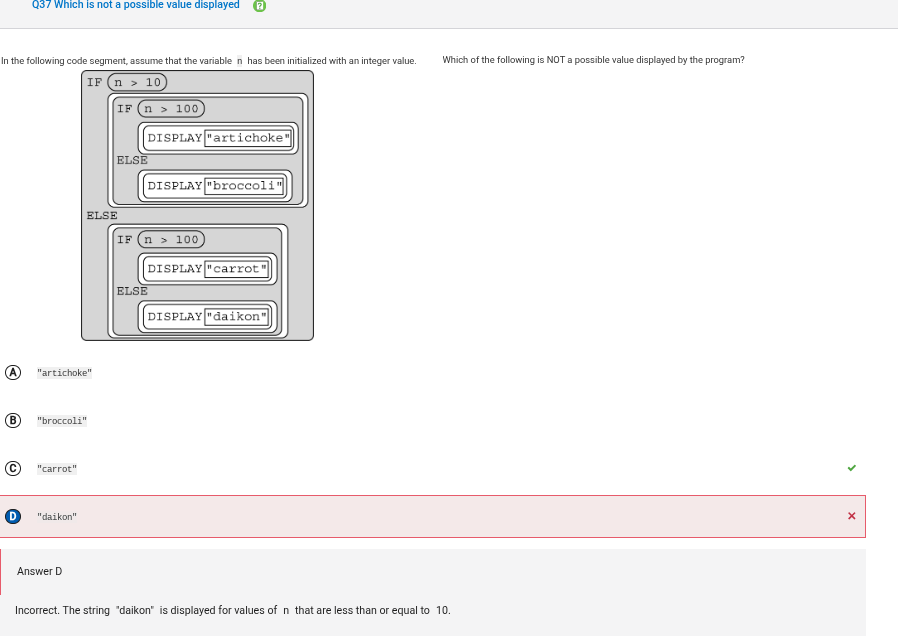 Q37 Which is not a possible value displayed
In the following code segment, assume that the variable n has been initialized with an integer value.
Which of the following is NOT a possible value displayed by the program?
IF n > 10
IF n > 100
DISPLAY "artichoke"
ELSE
DISPLAY "broccoli"
ELSE
IF n > 100
DISPLAY "carrot"
ELSE
DISPLAY "daikon"
A "artichoke"
B "broccoli"
C "carrot"
D "daikon"
Answer D
Incorrect. The string "daikon" is displayed for values of n that are less than or equal to 10.